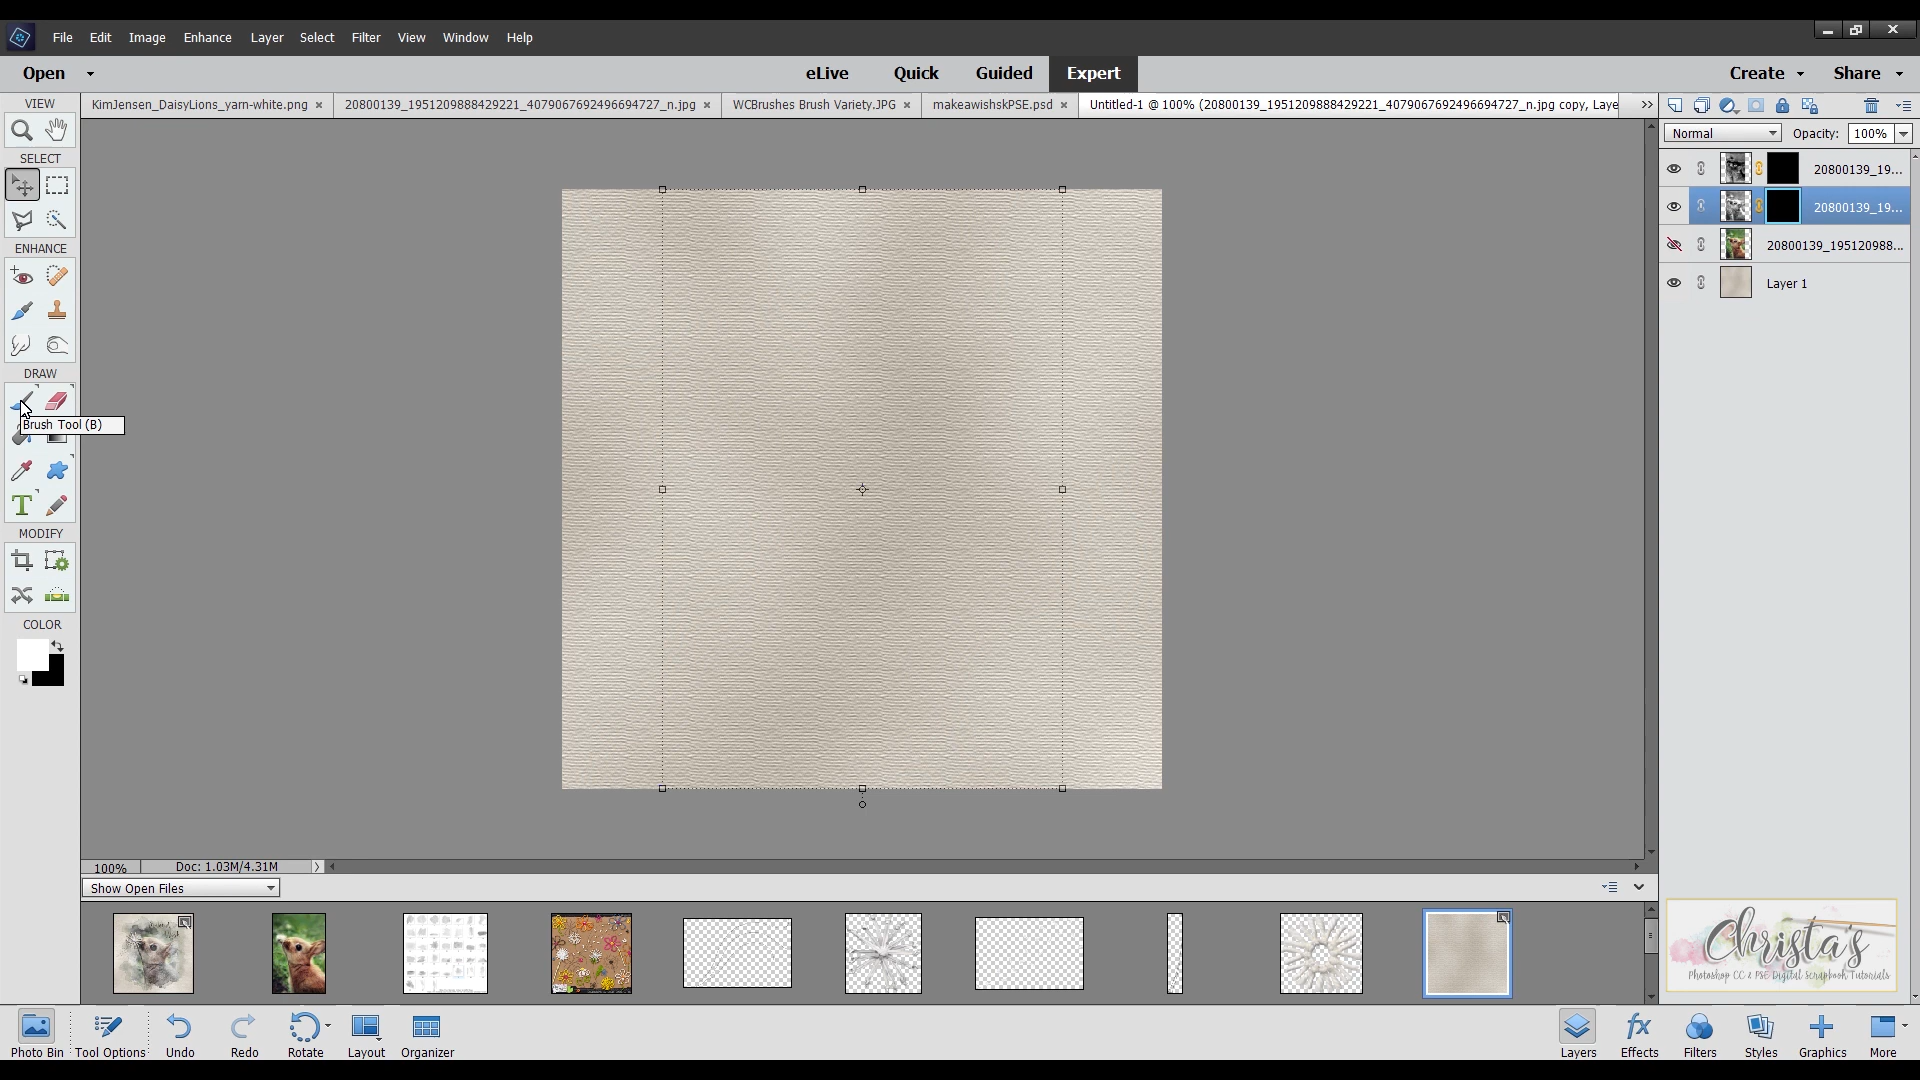 File Edit Image Enhance Layer Select Filter View Window Help
Open eLive Quick Guided Expert Create Share
VIEW
KimJensen_DaisyLions_yarn-white.png × 20800139_1951209888429221_4079067692496694727_n.jpg × WCBrushes Brush Variety.JPG × makeawishskPSE.psd × Untitled-1 @ 100% (20800139_1951209888429221_4079067692496694727_n.jpg copy, Laye >>
Normal Opacity: 100%
SELECT
20800139_19...
20800139_19...
20800139_195120988...
Layer 1
ENHANCE
DRAW
Brush Tool (B)
T
MODIFY
COLOR
100% Doc: 1.03M/4.31M
Show Open Files
Christa's
Photoshop CC & PSE Digital Scrapbook Tutorials
Photo Bin Tool Options Undo Redo Rotate Layout Organizer
fx
Layers Effects Filters Styles Graphics More